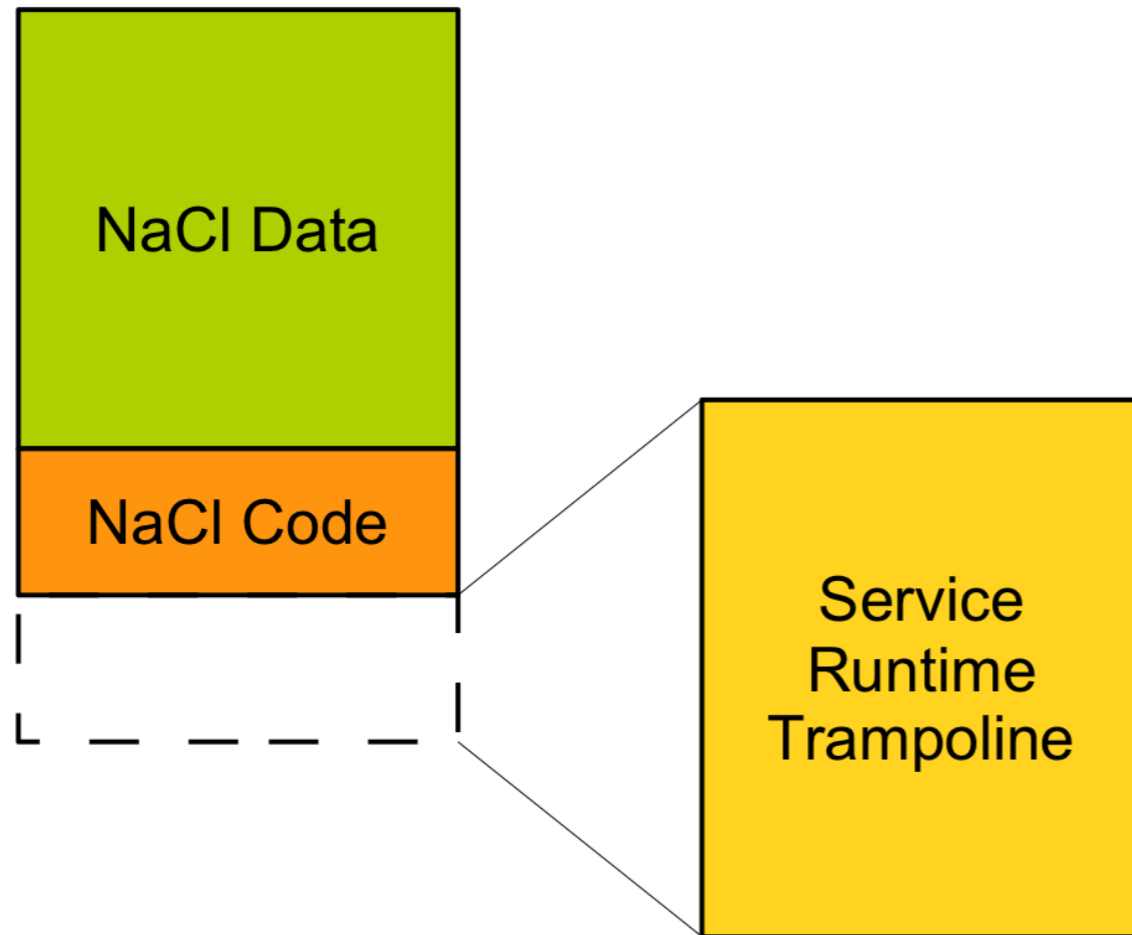 NaCl Data
NaCl Code
Service
Runtime
Trampoline